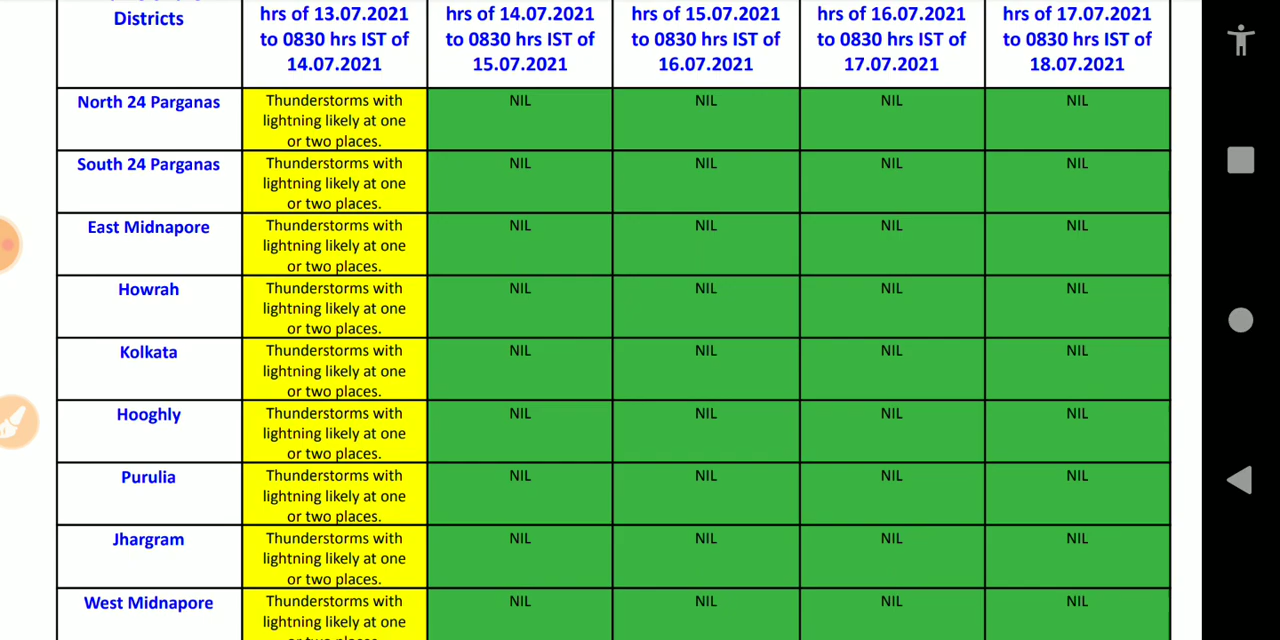 Districts
hrs of 13.07.2021
to 0830 hrs IST of
14.07.2021
hrs of 14.07.2021
to 0830 hrs IST of
15.07.2021
hrs of 15.07.2021
to 0830 hrs IST of
16.07.2021
hrs of 16.07.2021
to 0830 hrs IST of
17.07.2021
hrs of 17.07.2021
to 0830 hrs IST of
18.07.2021
North 24 Parganas
Thunderstorms with
lightning likely at one
or two places.
NIL
NIL
NIL
NIL
South 24 Parganas
Thunderstorms with
lightning likely at one
or two places.
NIL
NIL
NIL
NIL
East Midnapore
Thunderstorms with
lightning likely at one
or two places.
NIL
NIL
NIL
NIL
Howrah
Thunderstorms with
lightning likely at one
or two places.
NIL
NIL
NIL
NIL
Kolkata
Thunderstorms with
lightning likely at one
or two places.
NIL
NIL
NIL
NIL
Hooghly
Thunderstorms with
lightning likely at one
or two places.
NIL
NIL
NIL
NIL
Purulia
Thunderstorms with
lightning likely at one
or two places.
NIL
NIL
NIL
NIL
Jhargram
Thunderstorms with
lightning likely at one
or two places.
NIL
NIL
NIL
NIL
West Midnapore
Thunderstorms with
lightning likely at one
or two places.
NIL
NIL
NIL
NIL